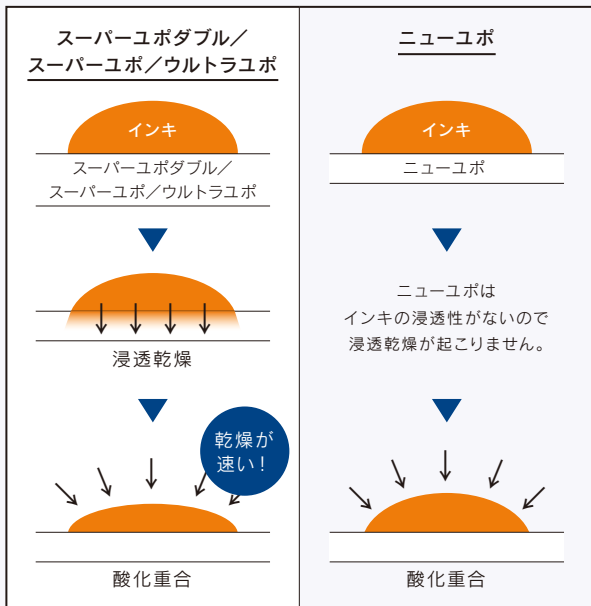 スーパーユポダブル／
スーパーユポ／ウルトラユポ
インキ
スーパーユポダブル／
スーパーユポ／ウルトラユポ
浸透乾燥
乾燥が
速い！
酸化重合
ニューユポ
インキ
ニューユポ
ニューユポは
インキの浸透性がないので
浸透乾燥が起こりません。
酸化重合